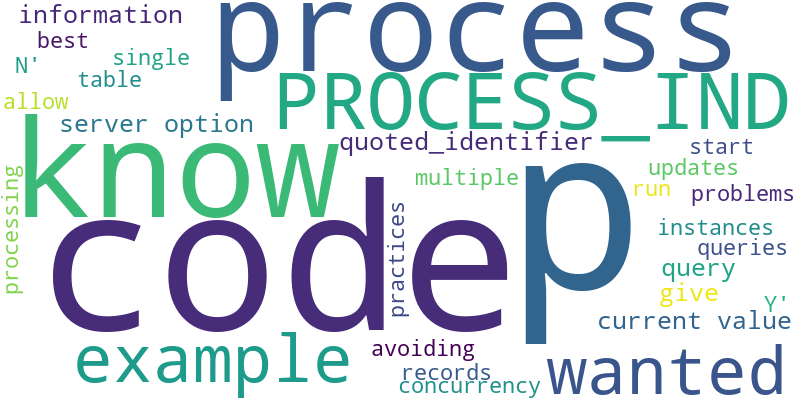 information
process
best
single
N'
table
PROCESS_IND
allow
server option
quoted_identifier
start
know
p
updates
multiple
run
problems
processing
code
practices
instances
queries
query
give
Y'
current value
example
avoiding
wanted
records
concurrency